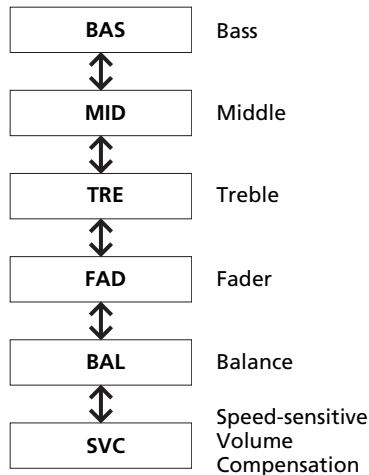 BAS Bass
MID Middle
TRE Treble
FAD Fader
BAL Balance
SVC Speed-sensitive
Volume
Compensation